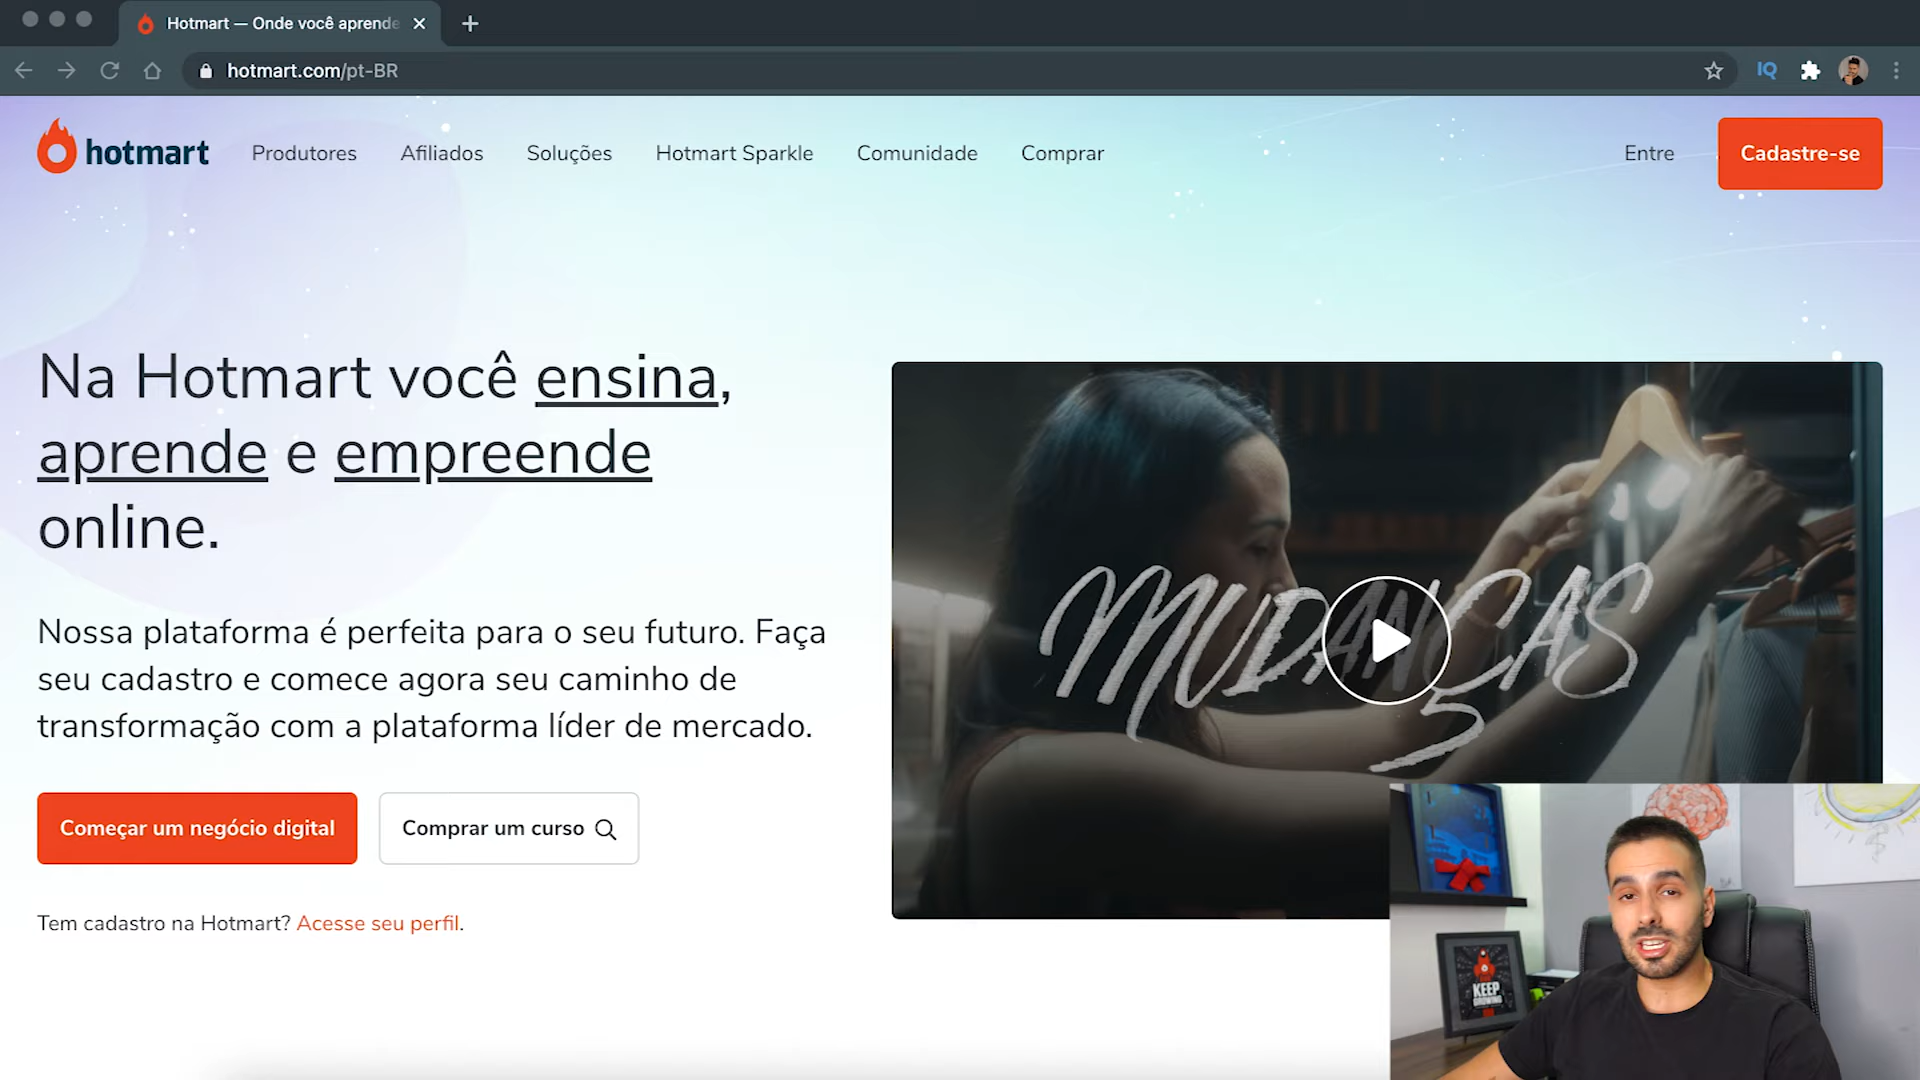 Hotmart — Onde você aprende
hotmart.com/pt-BR
IQ
hotmart
Produtores
Afiliados
Soluções
Hotmart Sparkle
Comunidade
Comprar
Entre
Cadastre-se
Na Hotmart você ensina,
aprende e empreende
online.
Nossa plataforma é perfeita para o seu futuro. Faça
seu cadastro e comece agora seu caminho de
transformação com a plataforma líder de mercado.
Começar um negócio digital
Comprar um curso
Tem cadastro na Hotmart? Acesse seu perfil.
MUDANÇAS
KEEP
GROWING